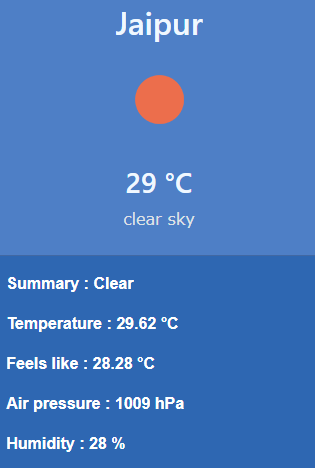 Jaipur
29 °C
clear sky
Summary : Clear
Temperature : 29.62 °C
Feels like : 28.28 °C
Air pressure : 1009 hPa
Humidity : 28 %